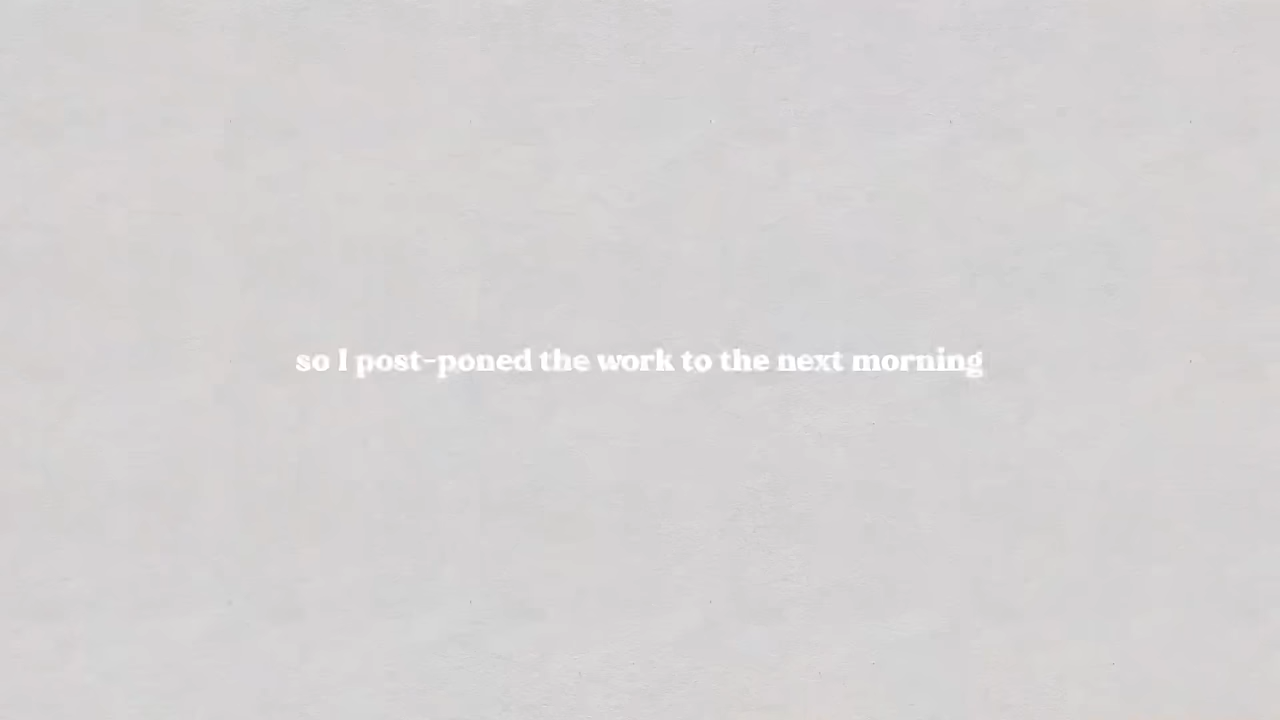 so I post-poned the work to the next morning